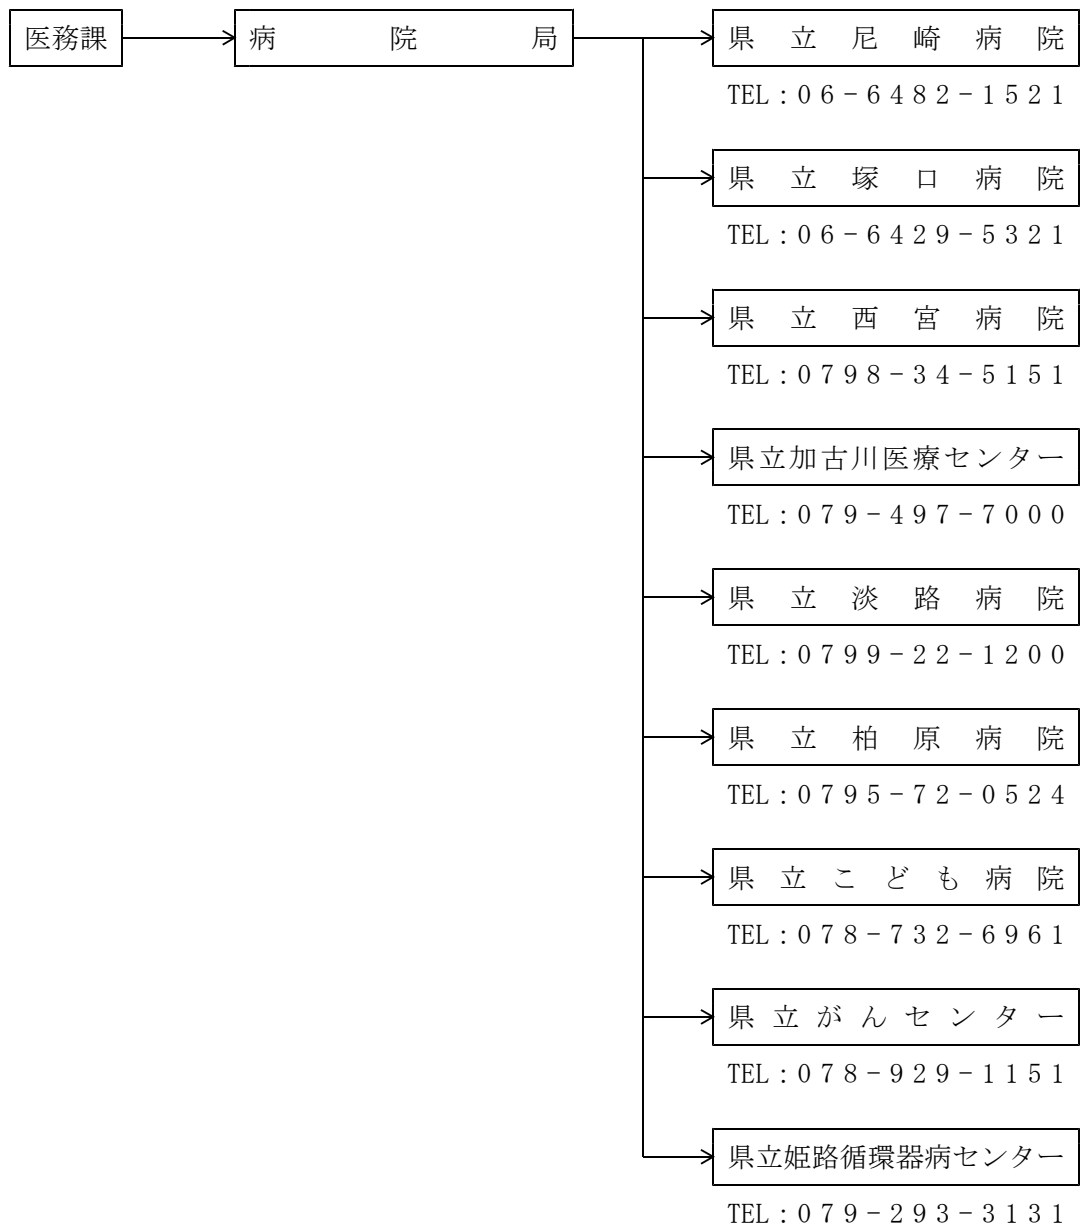 医務課
病院局
県立尼崎病院
TEL：06-6482-1521
県立塚口病院
TEL：06-6429-5321
県立西宮病院
TEL：0798-34-5151
県立加古川医療センター
TEL：079-497-7000
県立淡路病院
TEL：0799-22-1200
県立柏原病院
TEL：0795-72-0524
県立こども病院
TEL：078-732-6961
県立がんセンター
TEL：078-929-1151
県立姫路循環器病センター
TEL：079-293-3131